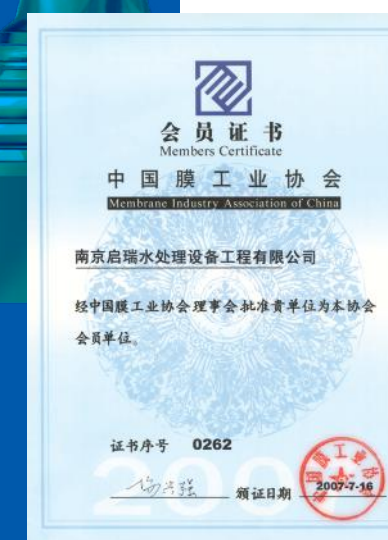 会员证书
Members Certificate
中国膜工业协会
Membrane Industry Association of China
南京启瑞水处理设备工程有限公司
经中国膜工业协会理事会批准贵单位为本协会
会员单位。
证书序号 0262
颁证日期 2007-7-16